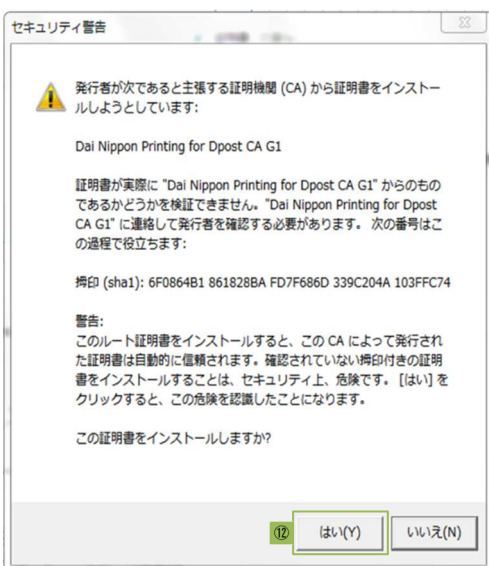 セキュリティ警告
発行者が次であると主張する証明機関 (CA) から証明書をインストー
ルしようとしています:
Dai Nippon Printing for Dpost CA G1
証明書が実際に "Dai Nippon Printing for Dpost CA G1" からのもの
であるかどうかを検証できません。"Dai Nippon Printing for Dpost
CA G1" に連絡して発行者を確認する必要があります。 次の番号はこ
の過程で役立ちます:
拇印 (sha1): 6F0864B1 861828BA FD7F686D 339C204A 103FFC74
警告:
このルート証明書をインストールすると、この CA によって発行され
た証明書は自動的に信頼されます。確認されていない拇印付きの証明
書をインストールすることは、セキュリティ上、危険です。 [はい] を
クリックすると、この危険を認識したことになります。
この証明書をインストールしますか?
⑫ はい(Y) いいえ(N)